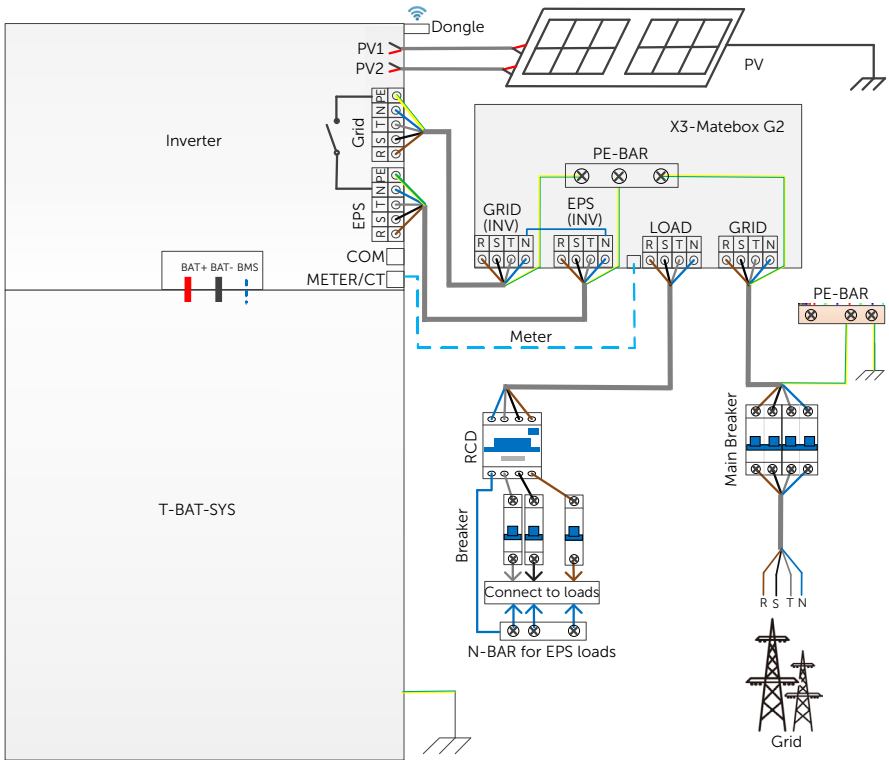 Dongle
PV1
PV2
PV
PE
N
T
S
R
Grid
Inverter
X3-Matebox G2
PE-BAR
PE
N
T
S
R
EPS
GRID
(INV)
EPS
(INV)
LOAD
GRID
R S T N
R S T N
R S T N
R S T N
COM
BAT+ BAT- BMS
METER/CT
PE-BAR
Meter
RCD
Main Breaker
T-BAT-SYS
Breaker
Connect to loads
R S T N
N-BAR for EPS loads
Grid